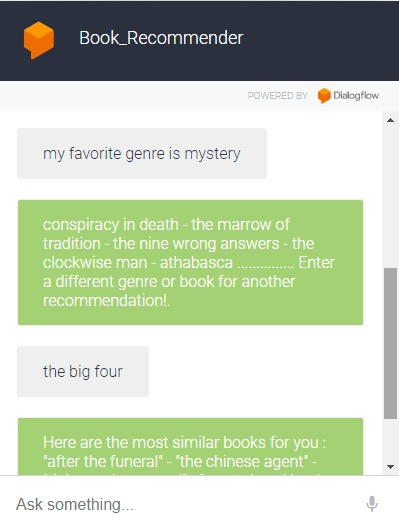 Book_Recommender
POWERED BY Dialogflow
my favorite genre is mystery
conspiracy in death - the marrow of
tradition - the nine wrong answers - the
clockwise man - athabasca ............... Enter
a different genre or book for another
recommendation!.
the big four
Here are the most similar books for you :
"after the funeral" - "the chinese agent" -
Ask something...